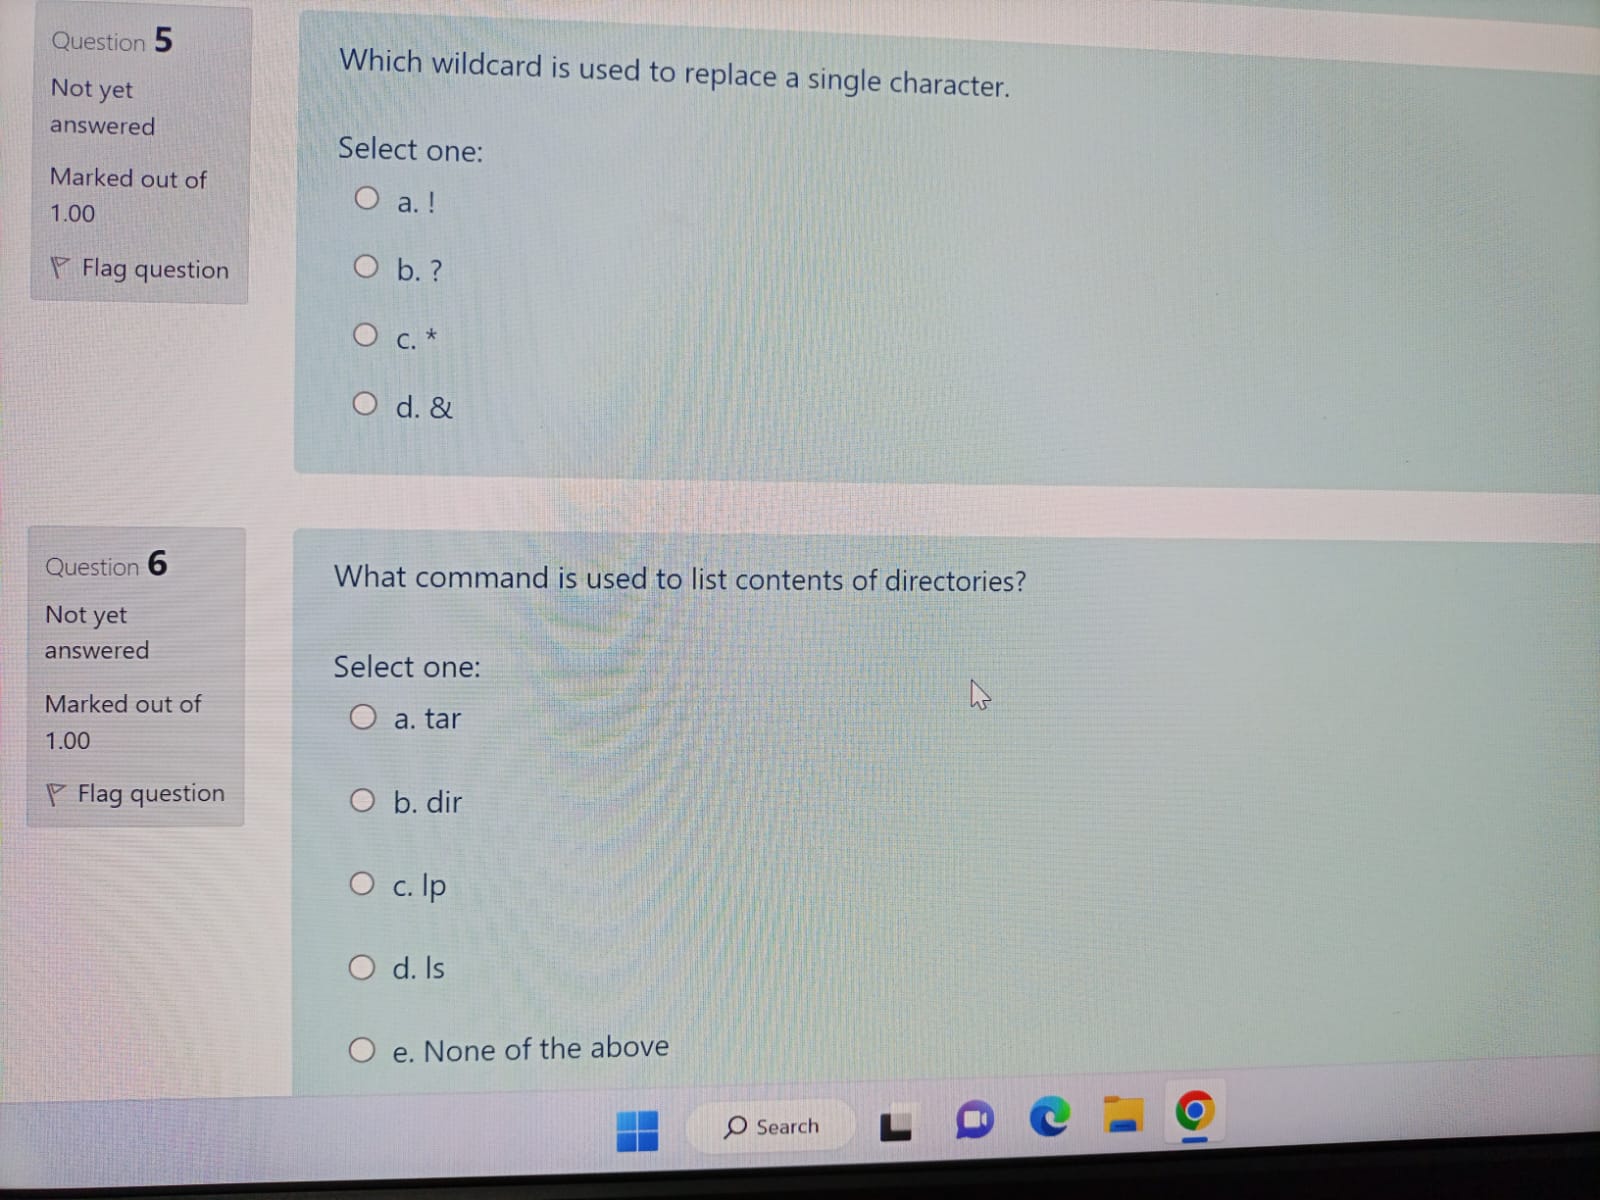 Question 5
Not yet
answered
Marked out of
1.00
Flag question
Which wildcard is used to replace a single character.
Select one:
a. !
b. ?
c. *
d. &
Question 6
Not yet
answered
Marked out of
1.00
Flag question
What command is used to list contents of directories?
Select one:
a. tar
b. dir
c. lp
d. ls
e. None of the above
Search